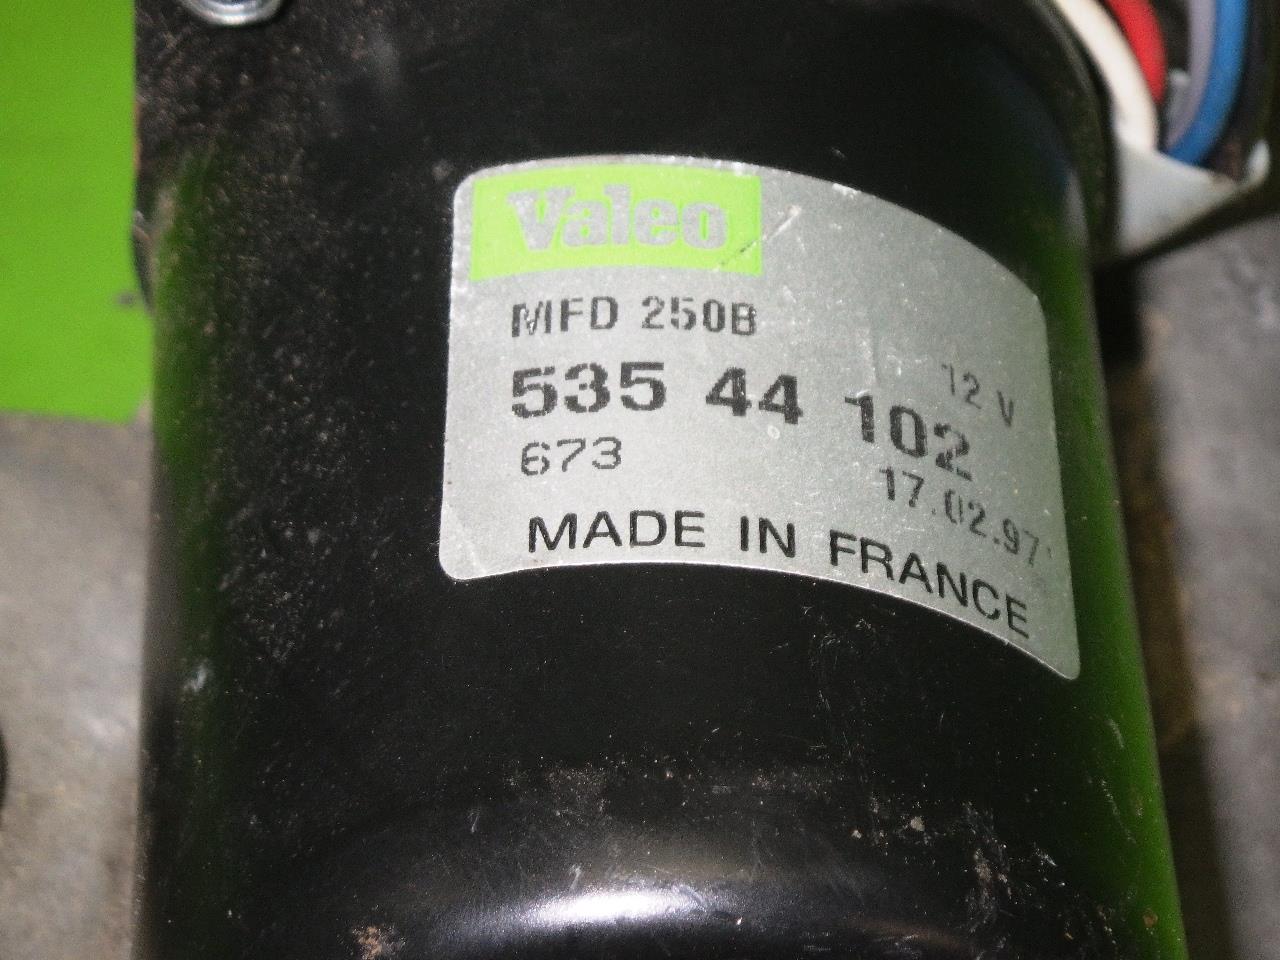 Valeo
MFD 250B
535 44 102
12 V
673
17.02.97
MADE IN FRANCE